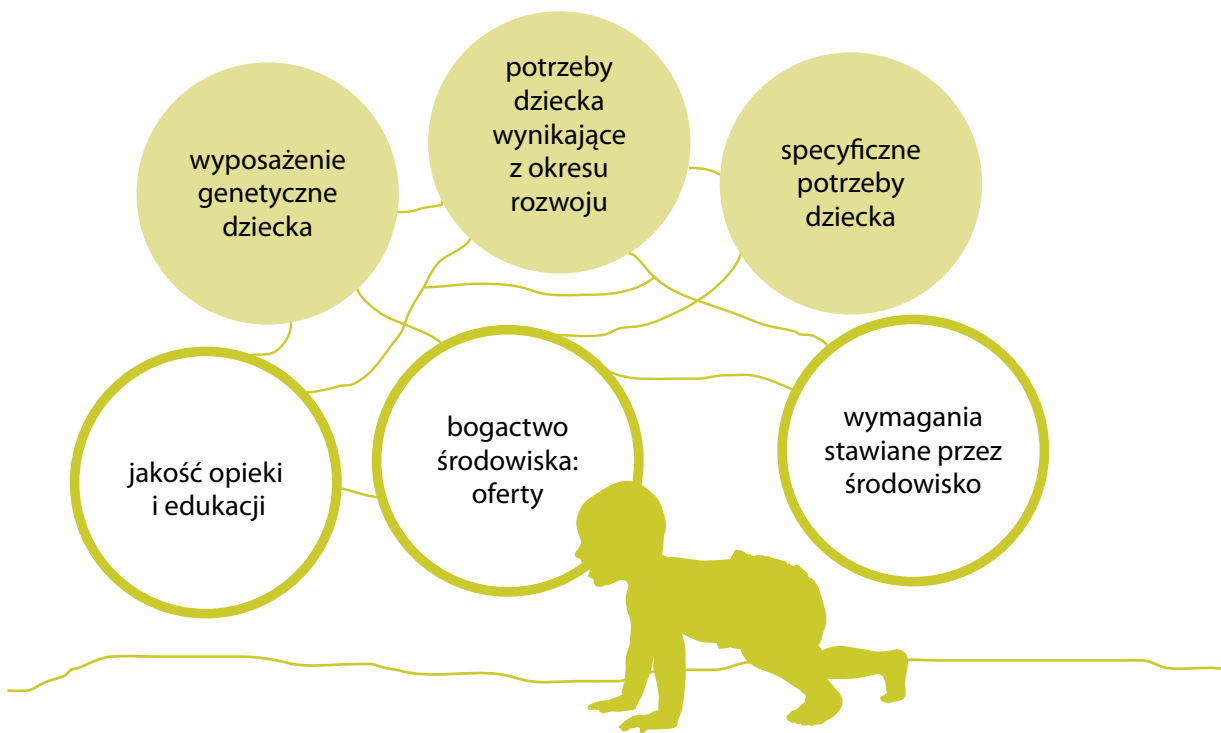 wyposażenie
genetyczne
dziecka
potrzeby
dziecka
wynikające
z okresu
rozwoju
specyficzne
potrzeby
dziecka
jakość opieki
i edukacji
bogactwo
środowiska:
oferty
wymagania
stawiane przez
środowisko